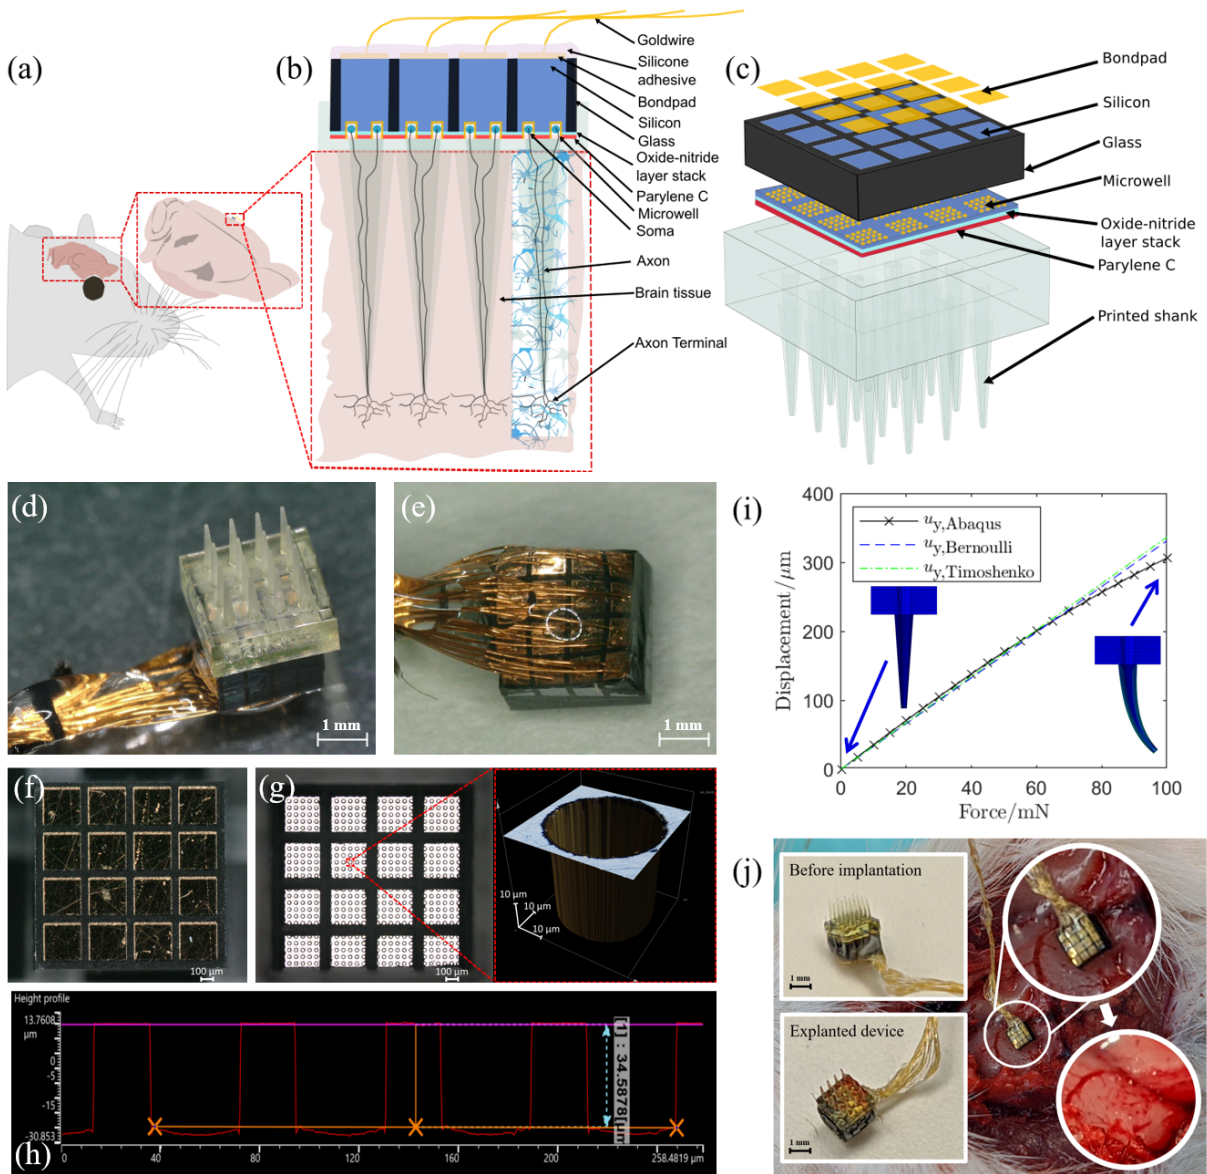 (a)
(b)
Goldwire
Silicone
adhesive
Bondpad
Silicon
Glass
Oxide-nitride
layer stack
Parylene C
Microwell
Soma
Axon
Brain tissue
Axon Terminal
(c)
Bondpad
Silicon
Glass
Microwell
Oxide-nitride
layer stack
Parylene C
Printed shank
(d)
1 mm
(e)
1 mm
(i)
400
300
200
100
0
Displacement/μm
uy,Abaqus
uy,Bernoulli
uy,Timoshenko
0
20
40
60
80
100
Force/mN
(f)
100 μm
(g)
100 μm
10 μm
10 μm
10 μm
(h)
Height profile
13.7608
μm
0
-15
-30.853
[1] : 34.5878[μm
0
40
80
120
160
200
258.4819 μm
(j)
Before implantation
1 mm
Explanted device
1 mm